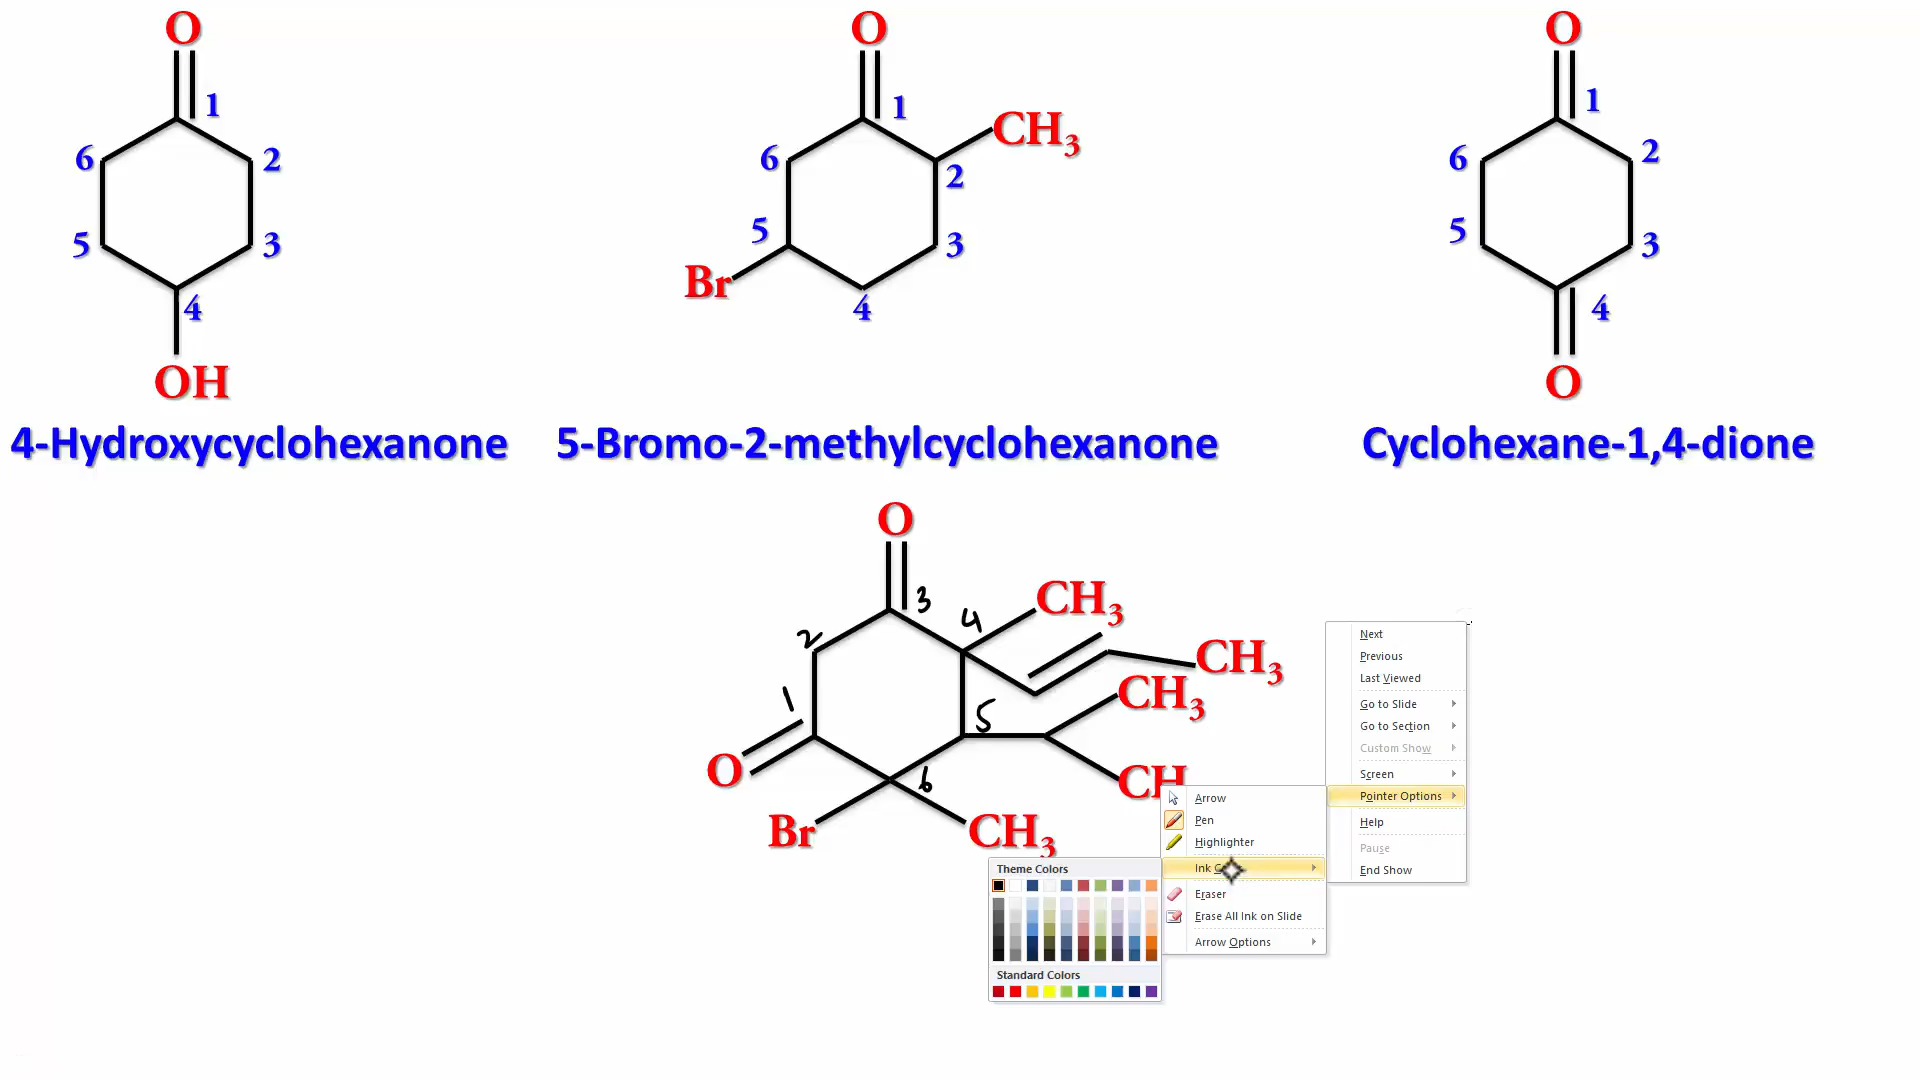 O
1
6
2
5
3
4
OH
4-Hydroxycyclohexanone
O
1
CH3
6
2
5
3
Br
4
5-Bromo-2-methylcyclohexanone
O
1
6
2
5
3
4
O
Cyclohexane-1,4-dione
O
3
CH3
4
2
CH3
CH3
1
5
O
CH
6
Br
CH3
Next
Previous
Last Viewed
Go to Slide
Go to Section
Custom Show
Screen
Pointer Options
Help
Pause
End Show
Arrow
Pen
Highlighter
Ink
Eraser
Erase All Ink on Slide
Arrow Options
Theme Colors
Standard Colors